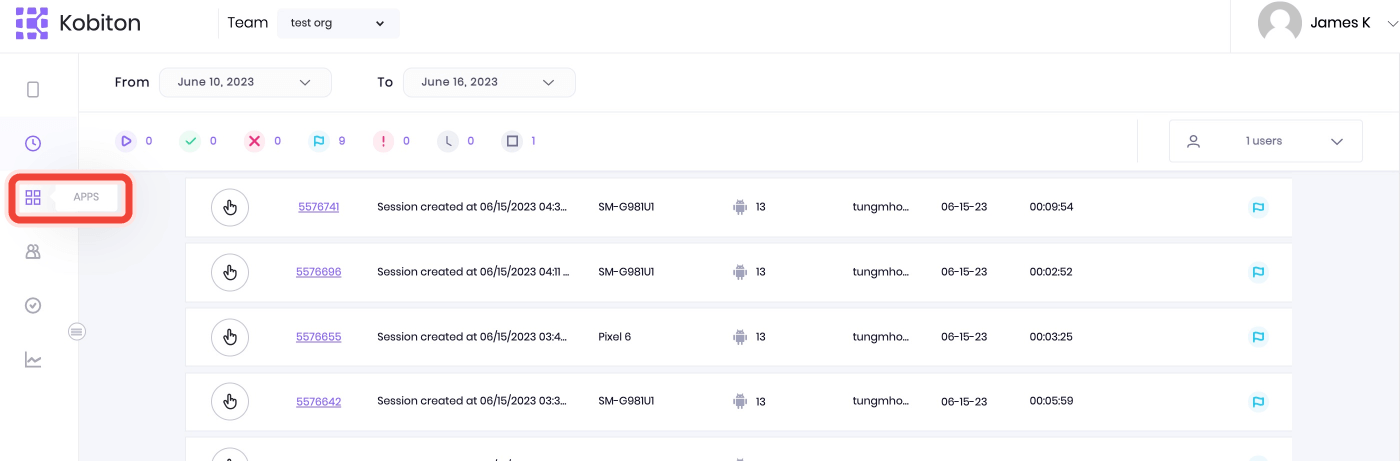 Kobiton
Team test org
James K
From June 10, 2023 To June 16, 2023
0 0 0 9 0 0 1 1 users
APPS
5576741 Session created at 06/15/2023 04:3... SM-G981U1 13 tungmho... 06-15-23 00:09:54
5576696 Session created at 06/15/2023 04:11 ... SM-G981U1 13 tungmho... 06-15-23 00:02:52
5576655 Session created at 06/15/2023 03:4... Pixel 6 13 tungmho... 06-15-23 00:03:25
5576642 Session created at 06/15/2023 03:3... SM-G981U1 13 tungmho... 06-15-23 00:05:59